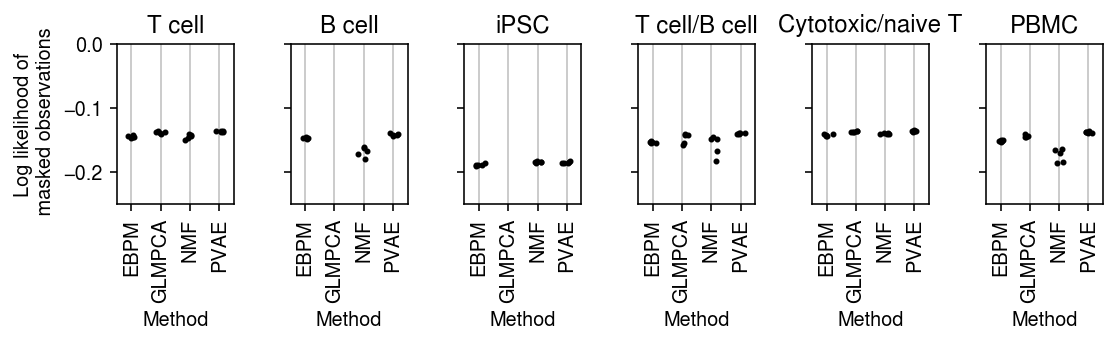 T cell
B cell
iPSC
T cell/B cell
Cytotoxic/naive T
PBMC
Log likelihood of
masked observations
0.0
−0.1
−0.2
EBPM
GLMPCA
NMF
PVAE
EBPM
GLMPCA
NMF
PVAE
EBPM
GLMPCA
NMF
PVAE
EBPM
GLMPCA
NMF
PVAE
EBPM
GLMPCA
NMF
PVAE
EBPM
GLMPCA
NMF
PVAE
Method
Method
Method
Method
Method
Method